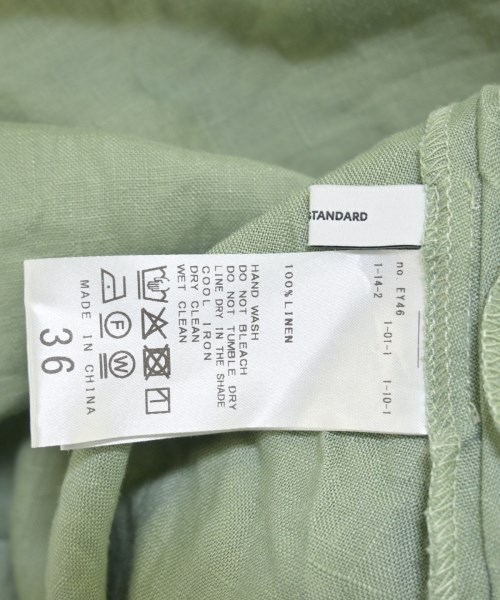 STANDARD
no. EY46
1-14-2
1-01-1
1-10-1
100% LINEN
HAND WASH
DO NOT BLEACH
DO NOT TUMBLE DRY
LINE DRY IN THE SHADE
COOL IRON
DRY CLEAN
WET CLEAN
F
W
MADE IN CHINA
36